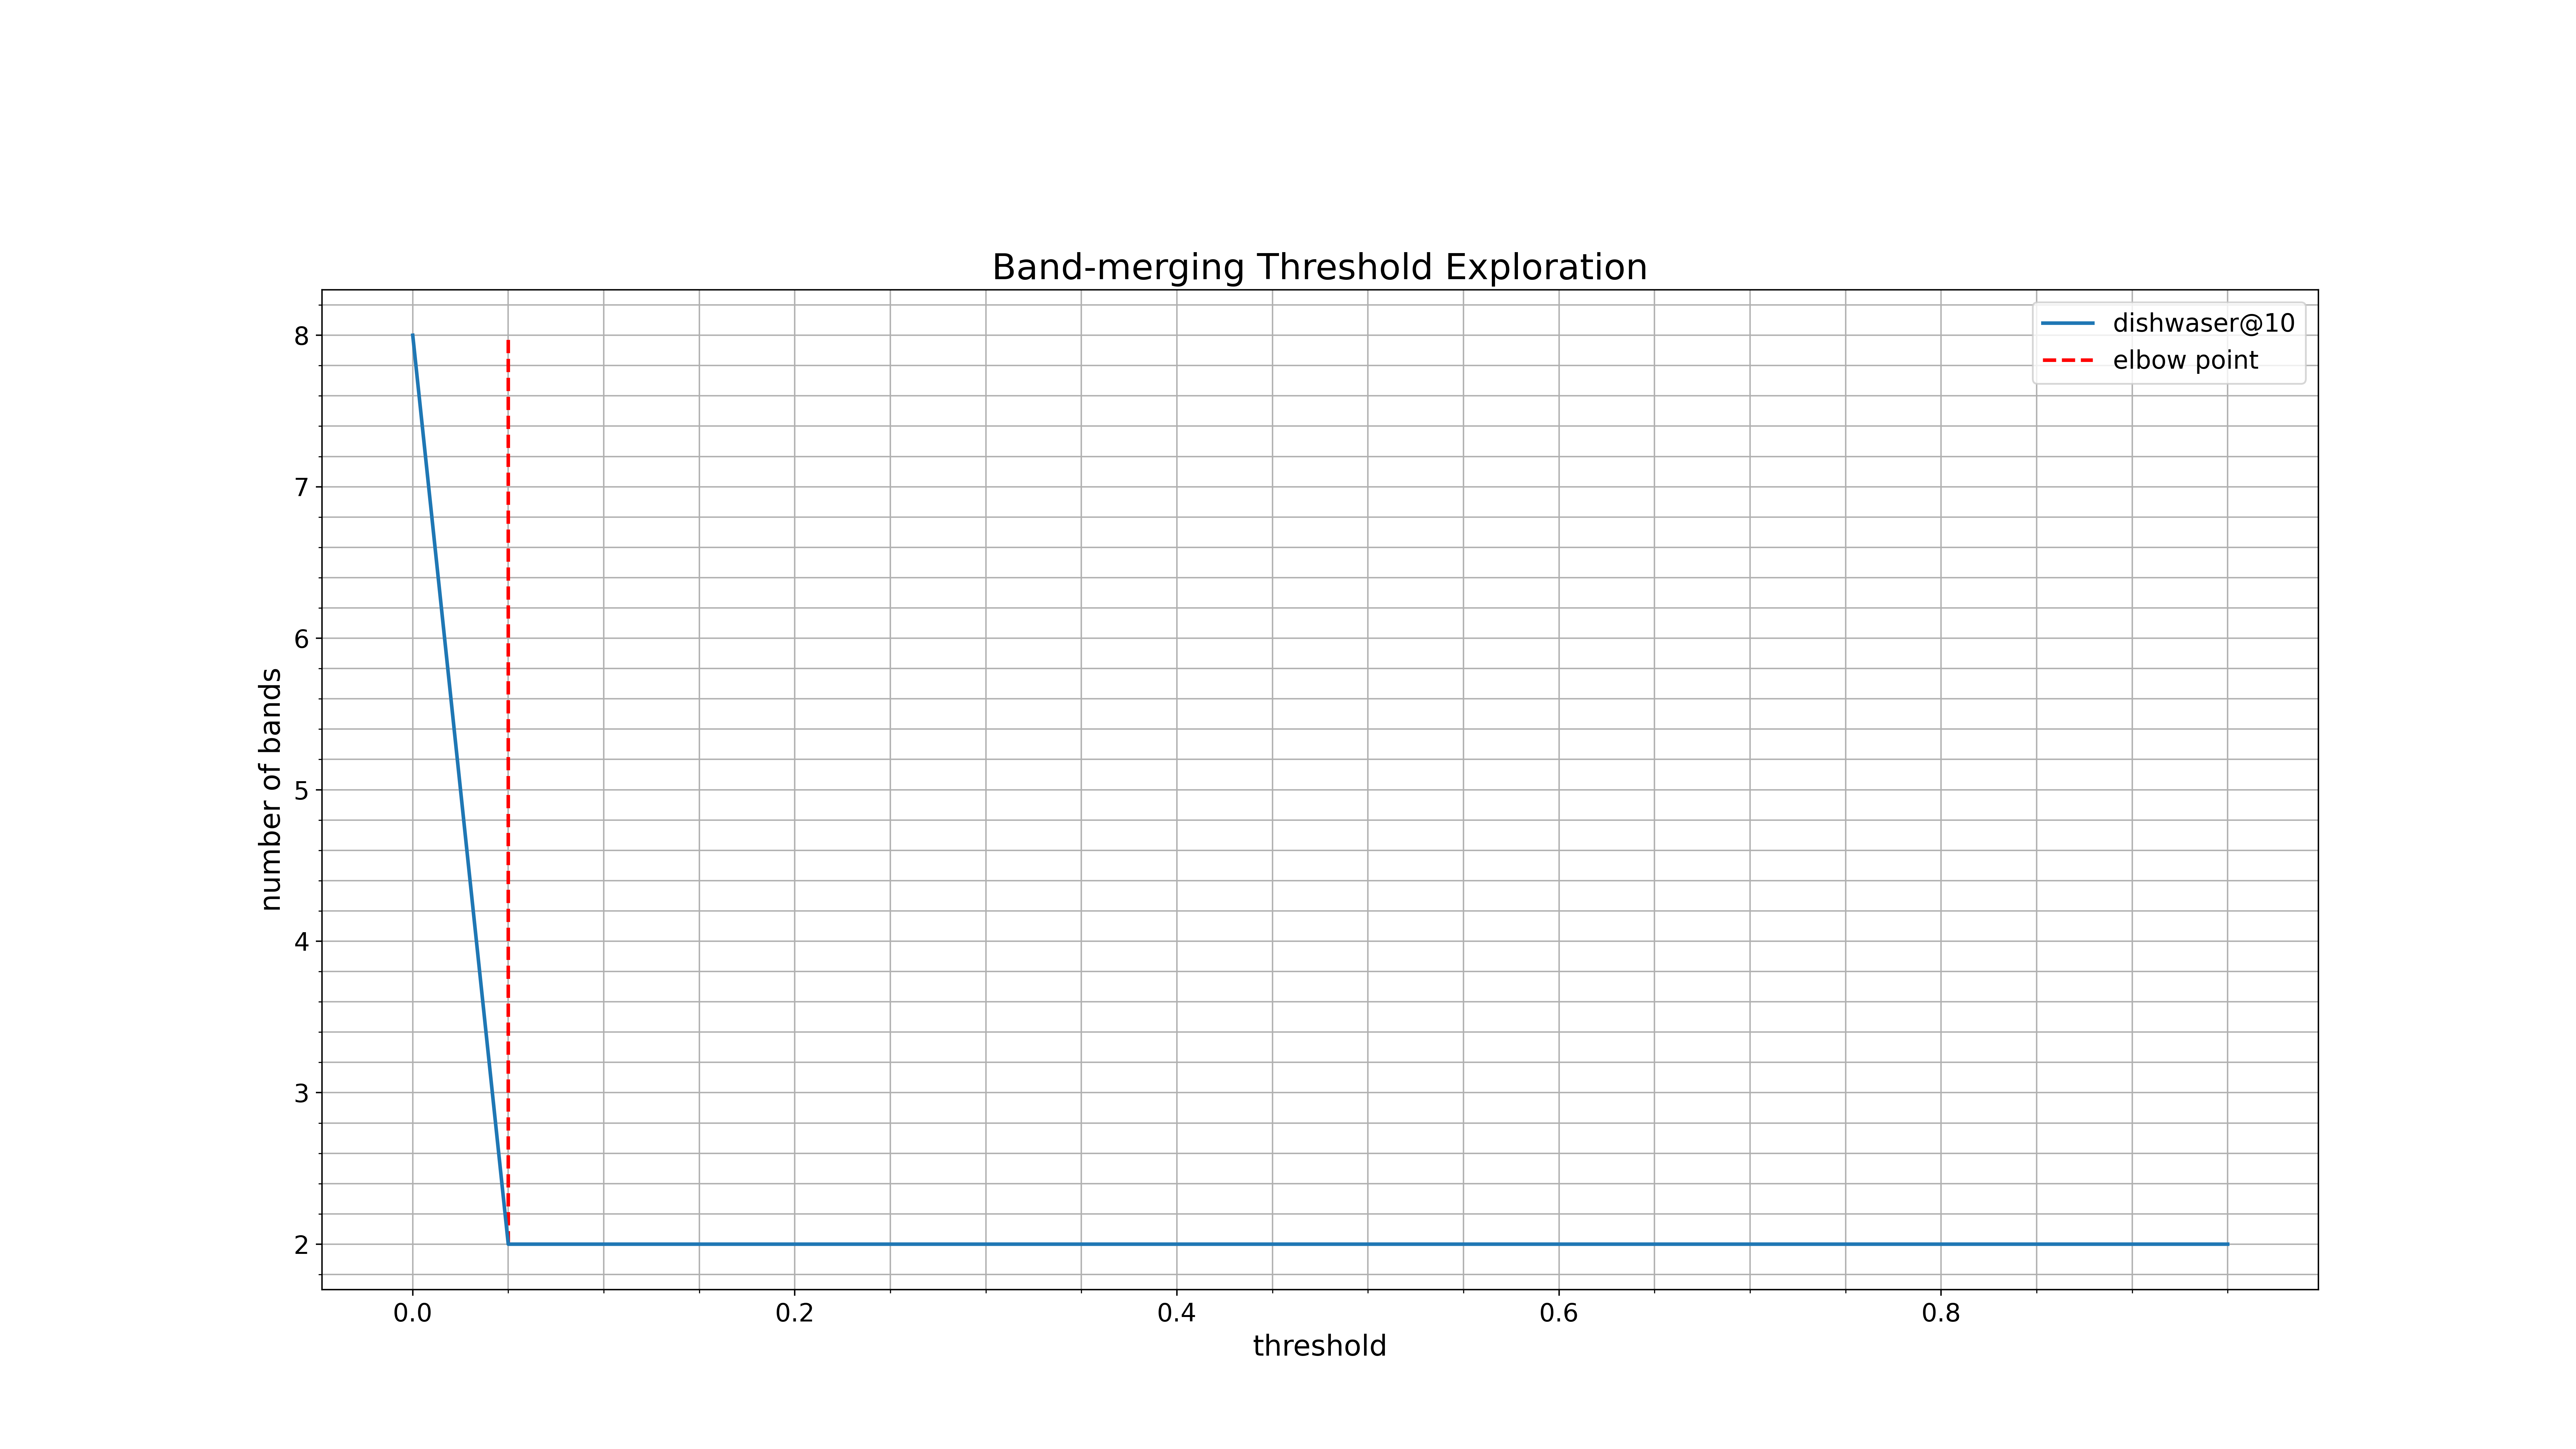 Band-merging Threshold Exploration
dishwaser@10
elbow point
8
7
6
5
4
3
2
number of bands
0.0 0.2 0.4 0.6 0.8
threshold